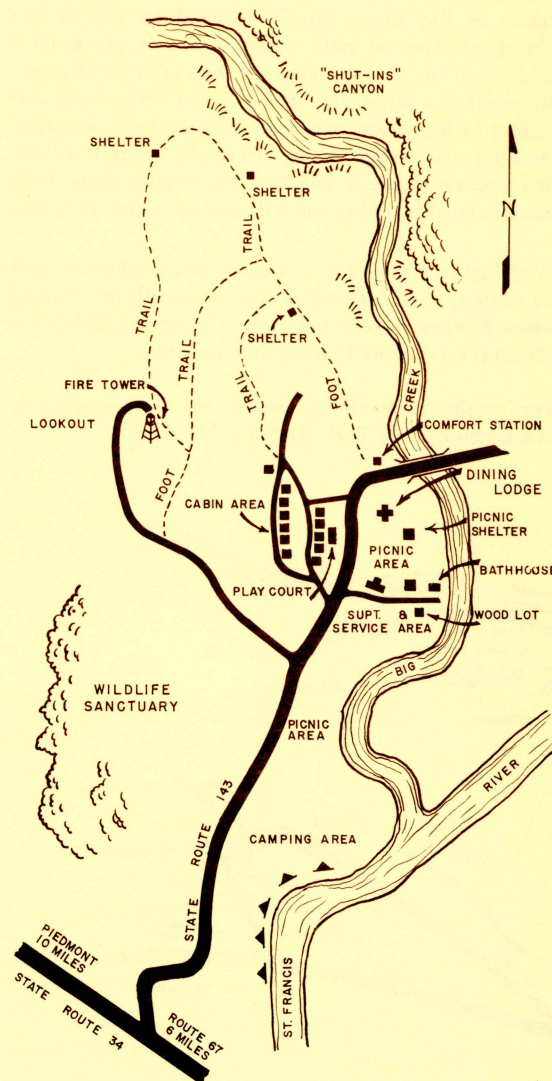 "SHUT-INS"
CANYON
SHELTER
SHELTER
N
TRAIL
TRAIL
TRAIL
SHELTER
TRAIL
FOOT
CREEK
FIRE TOWER
LOOKOUT
COMFORT STATION
FOOT
CABIN AREA
DINING
LODGE
PICNIC
SHELTER
PICNIC
AREA
BATHHOUSE
PLAY COURT
SUPT. &
SERVICE AREA
WOOD LOT
BIG
WILDLIFE
SANCTUARY
PICNIC
AREA
RIVER
STATE ROUTE 143
CAMPING AREA
ST. FRANCIS
PIEDMONT
10 MILES
STATE ROUTE 34
ROUTE 67
6 MILES